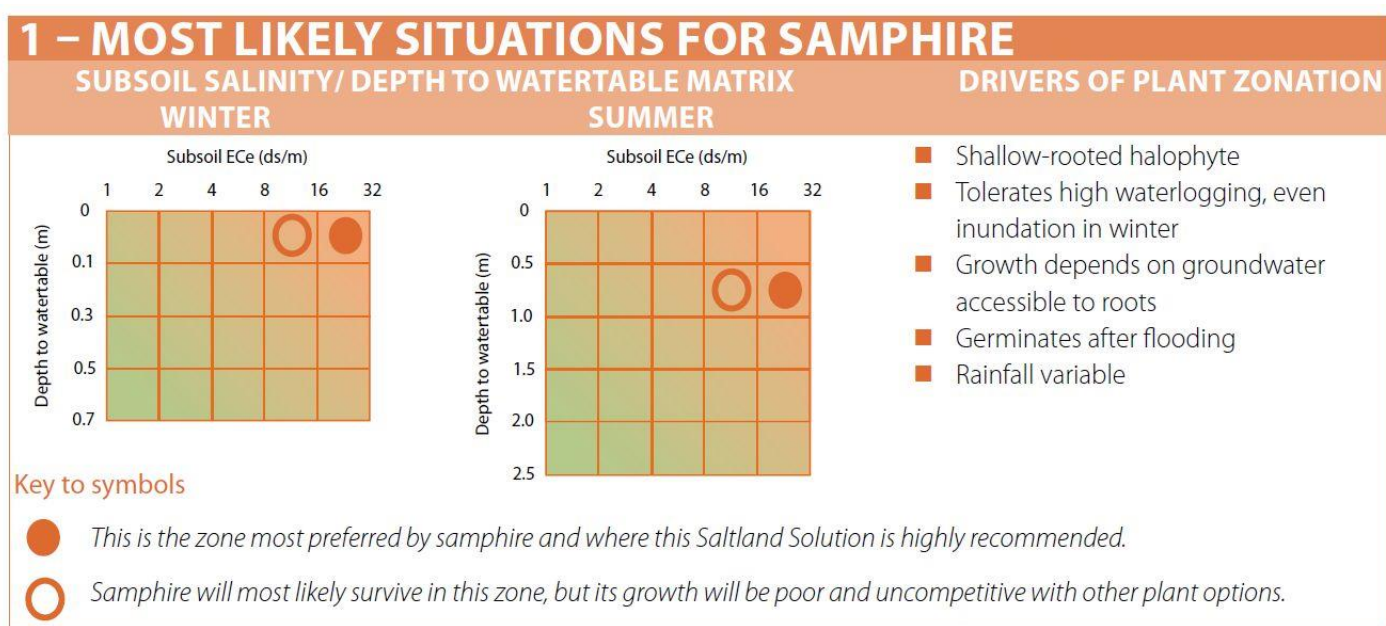 1 – MOST LIKELY SITUATIONS FOR SAMPHIRE
SUBSOIL SALINITY/ DEPTH TO WATERTABLE MATRIX
WINTER
SUMMER
Subsoil ECe (ds/m)
1 2 4 8 16 32
Depth to watertable (m)
0
0.1
0.3
0.5
0.7
Subsoil ECe (ds/m)
1 2 4 8 16 32
Depth to watertable (m)
0
0.5
1.0
1.5
2.0
2.5
DRIVERS OF PLANT ZONATION
Shallow-rooted halophyte
Tolerates high waterlogging, even
inundation in winter
Growth depends on groundwater
accessible to roots
Germinates after flooding
Rainfall variable
Key to symbols
This is the zone most preferred by samphire and where this Saltland Solution is highly recommended.
Samphire will most likely survive in this zone, but its growth will be poor and uncompetitive with other plant options.